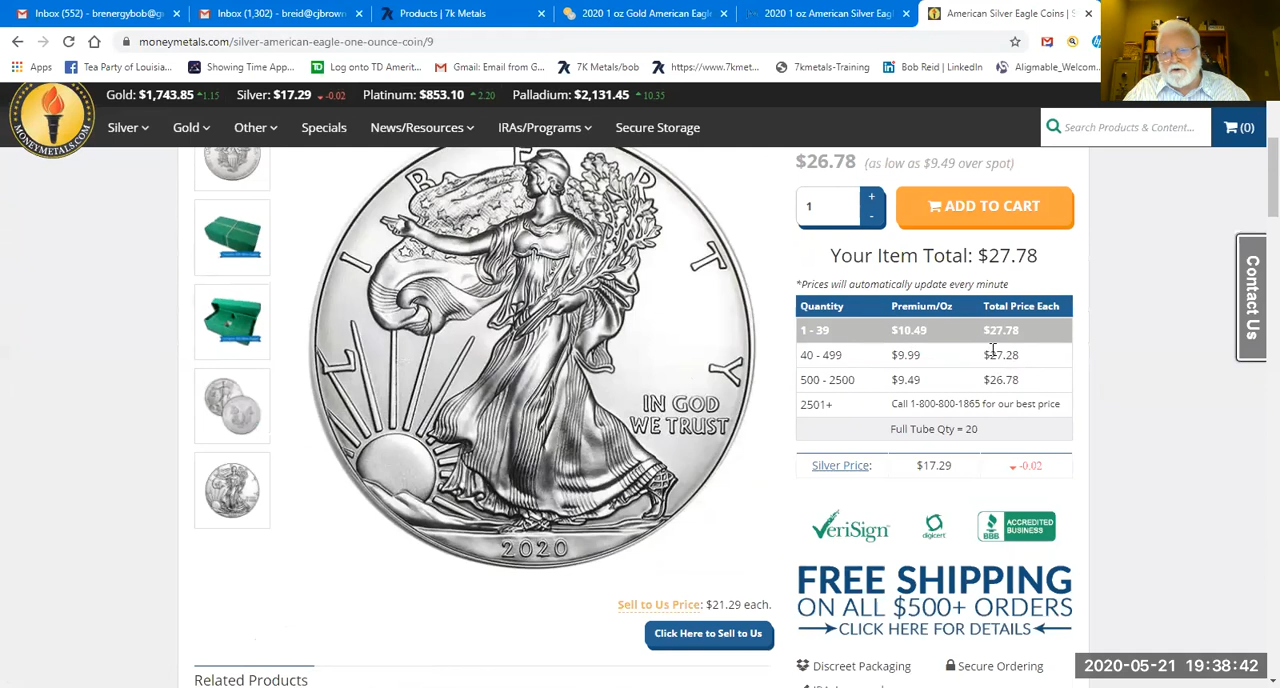 Inbox (552) - brenergybob@g
Inbox (1,302) - breid@cjbrown
Products | 7k Metals
2020 1 oz Gold American Eagle
2020 1 oz American Silver Eag
American Silver Eagle Coins | S
moneymetals.com/silver-american-eagle-one-ounce-coin/9
Apps
Tea Party of Louisia...
Showing Time App...
Log onto TD Amerit...
Gmail: Email from G...
7K Metals/bob
https://www.7kmet...
7kmetals-Training
Bob Reid | LinkedIn
Alignable_Welcom...
Gold: $1,743.85 1.15 Silver: $17.29 -0.02 Platinum: $853.10 2.20 Palladium: $2,131.45 10.35
MONEYMETALS.COM
Silver Gold Other Specials News/Resources IRAs/Programs Secure Storage
Search Products & Content...
(0)
$26.78 (as low as $9.49 over spot)
1 + -
ADD TO CART
Your Item Total: $27.78
*Prices will automatically update every minute
Quantity Premium/Oz Total Price Each
1 - 39 $10.49 $27.78
40 - 499 $9.99 $27.28
500 - 2500 $9.49 $26.78
2501+ Call 1-800-800-1865 for our best price
Full Tube Qty = 20
Silver Price: $17.29 -0.02
LIBERTY
IN GOD
WE TRUST
2020
VeriSign
digicert
BBB ACCREDITED BUSINESS
FREE SHIPPING
ON ALL $500+ ORDERS
CLICK HERE FOR DETAILS
Sell to Us Price: $21.29 each.
Click Here to Sell to Us
Contact Us
Discreet Packaging
Secure Ordering
Related Products
2020-05-21 19:38:42